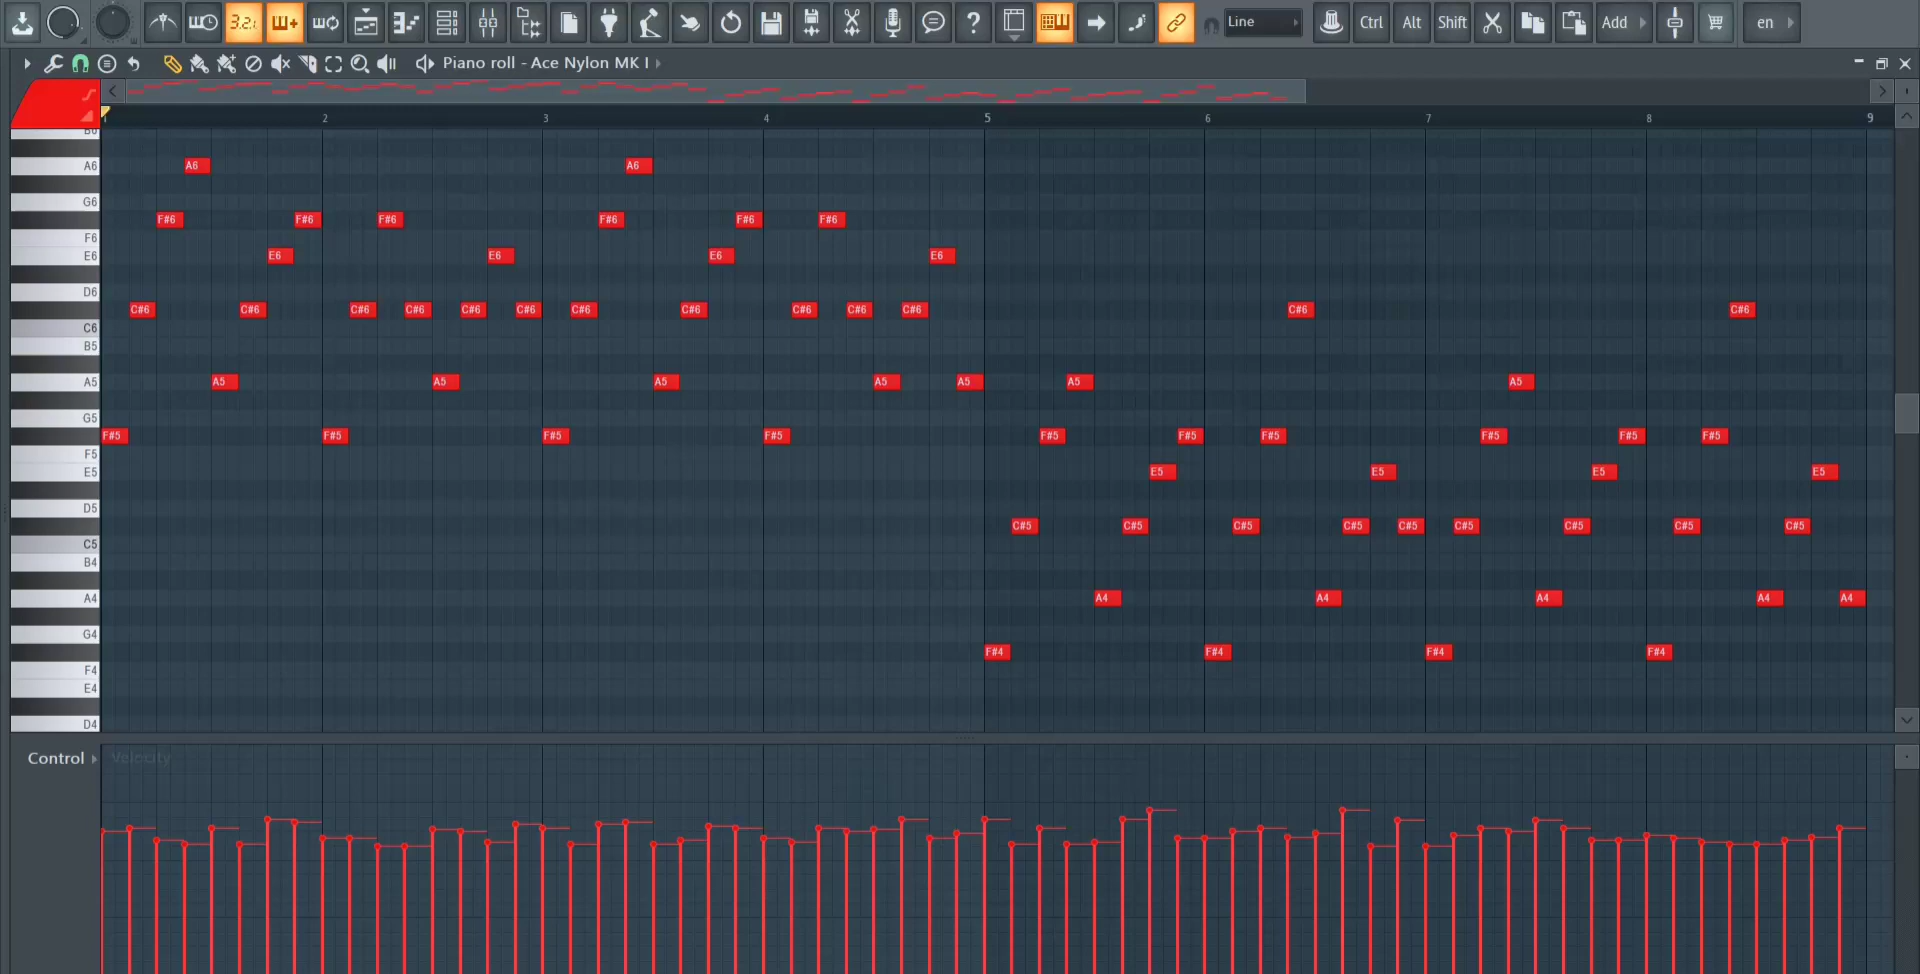 3.2. Line Ctrl Alt Shift Add en
Piano roll - Ace Nylon MK I
2 3 4 5 6 7 8 9
B6
A6 A6 A6
G6
F#6 F#6 F#6 F#6 F#6 F#6
F6
E6 E6 E6 E6 E6
D6
C#6 C#6 C#6 C#6 C#6 C#6 C#6 C#6 C#6 C#6 C#6 C#6 C#6
C6
B5
A5 A5 A5 A5 A5 A5 A5 A5
G5
F#5 F#5 F#5 F#5 F#5 F#5 F#5 F#5 F#5 F#5
F5
E5 E5 E5 E5 E5
D5
C#5 C#5 C#5 C#5 C#5 C#5 C#5 C#5 C#5
C5
B4
A4 A4 A4 A4 A4 A4
G4
F#4 F#4 F#4 F#4
F4
E4
D4
Control Velocity